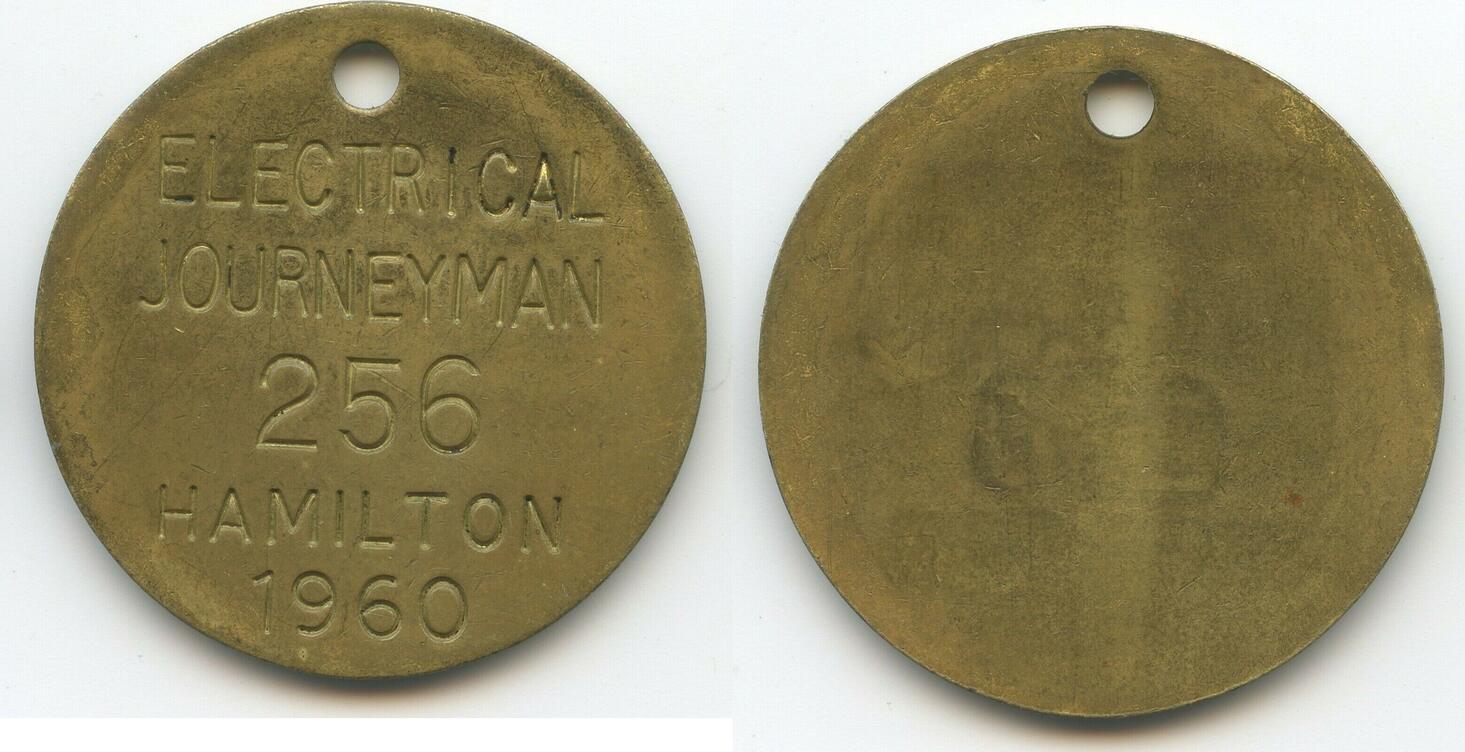 ELECTRICAL
JOURNEYMAN
256
HAMILTON
1960